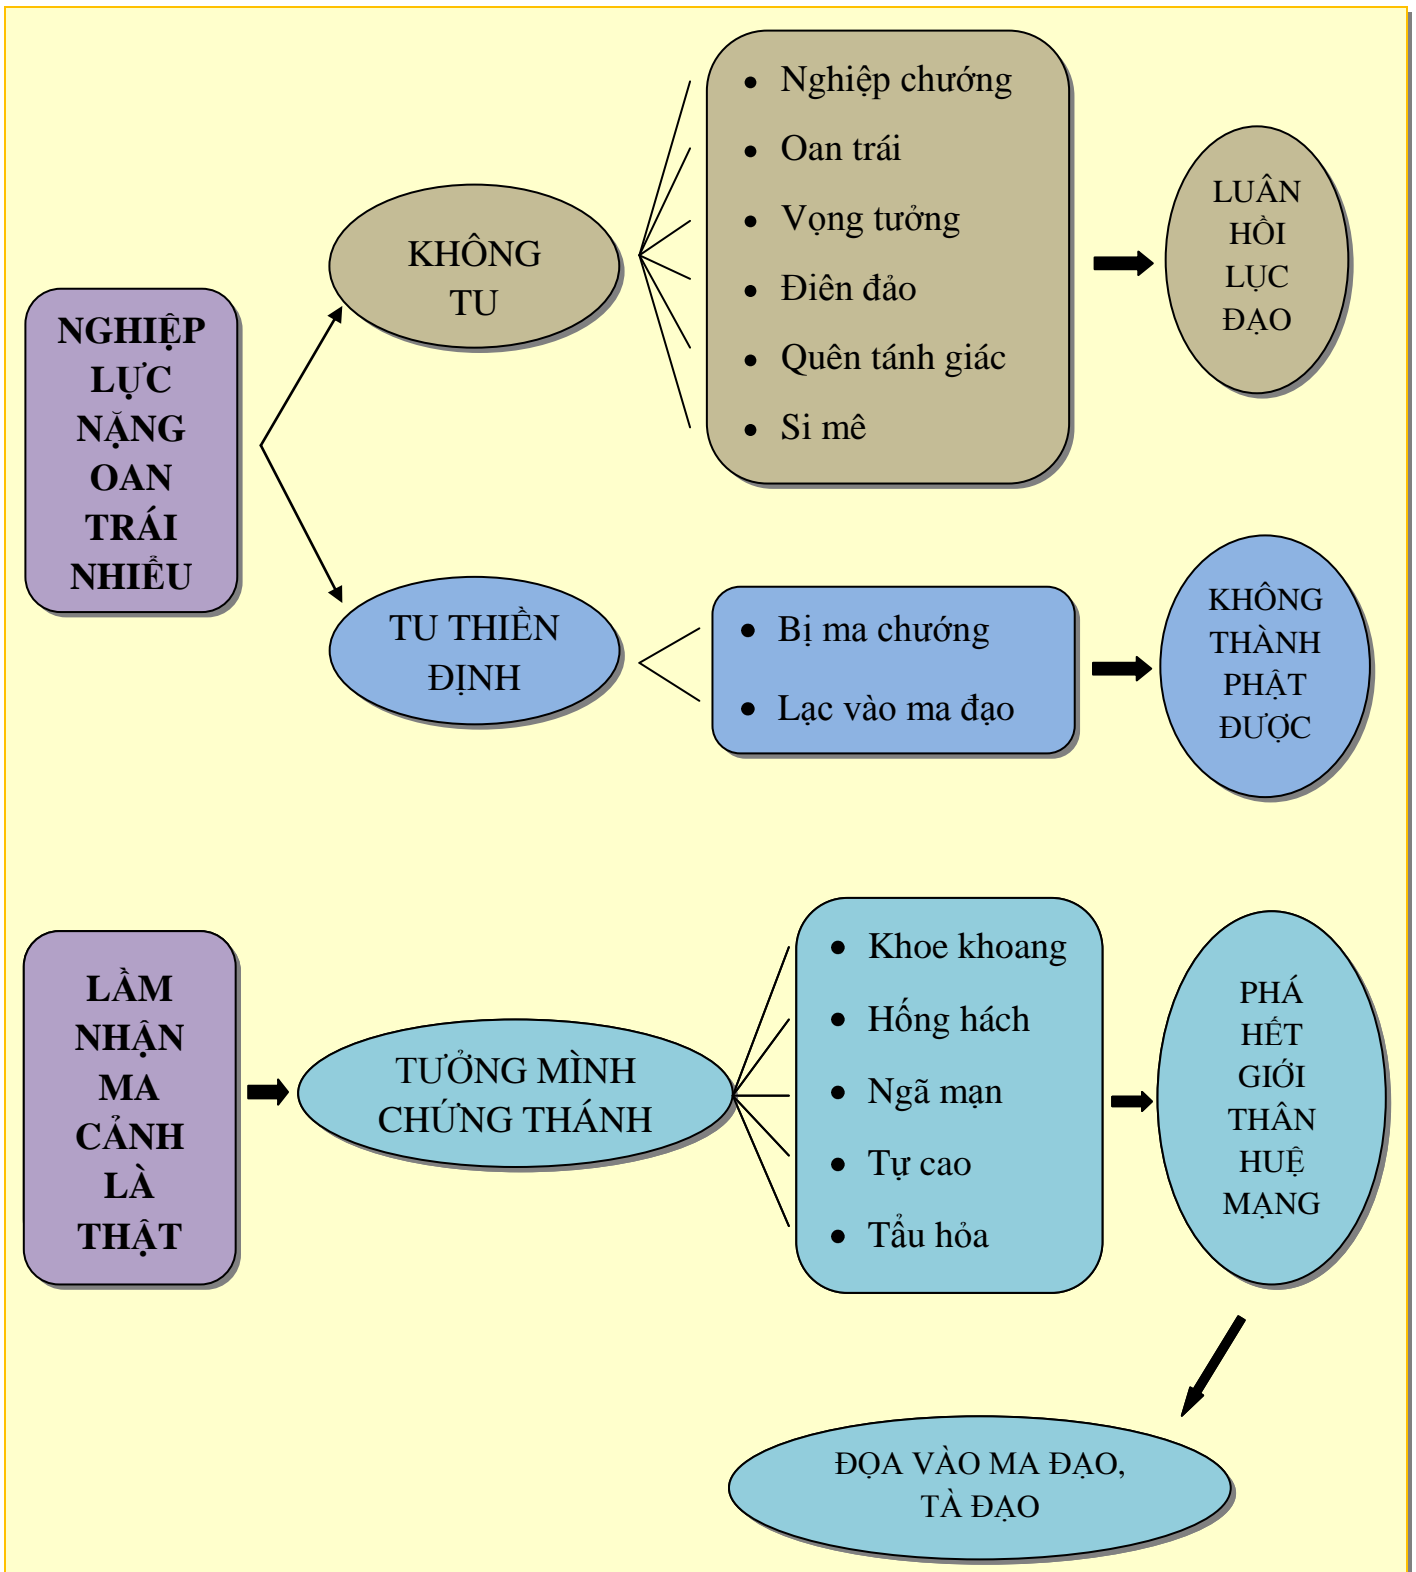 NGHIỆP
LỰC
NẶNG
OAN
TRÁI
NHIỀU
KHÔNG
TU
• Nghiệp chướng
• Oan trái
• Vọng tưởng
• Điên đảo
• Quên tánh giác
• Si mê
LUÂN
HỒI
LỤC
ĐẠO
TU THIỀN
ĐỊNH
• Bị ma chướng
• Lạc vào ma đạo
KHÔNG
THÀNH
PHẬT
ĐƯỢC
LẦM
NHẬN
MA
CẢNH
LÀ
THẬT
TƯỞNG MÌNH
CHỨNG THÁNH
• Khoe khoang
• Hống hách
• Ngã mạn
• Tự cao
• Tẩu hỏa
PHÁ
HẾT
GIỚI
THÂN
HUỆ
MẠNG
ĐỌA VÀO MA ĐẠO,
TÀ ĐẠO